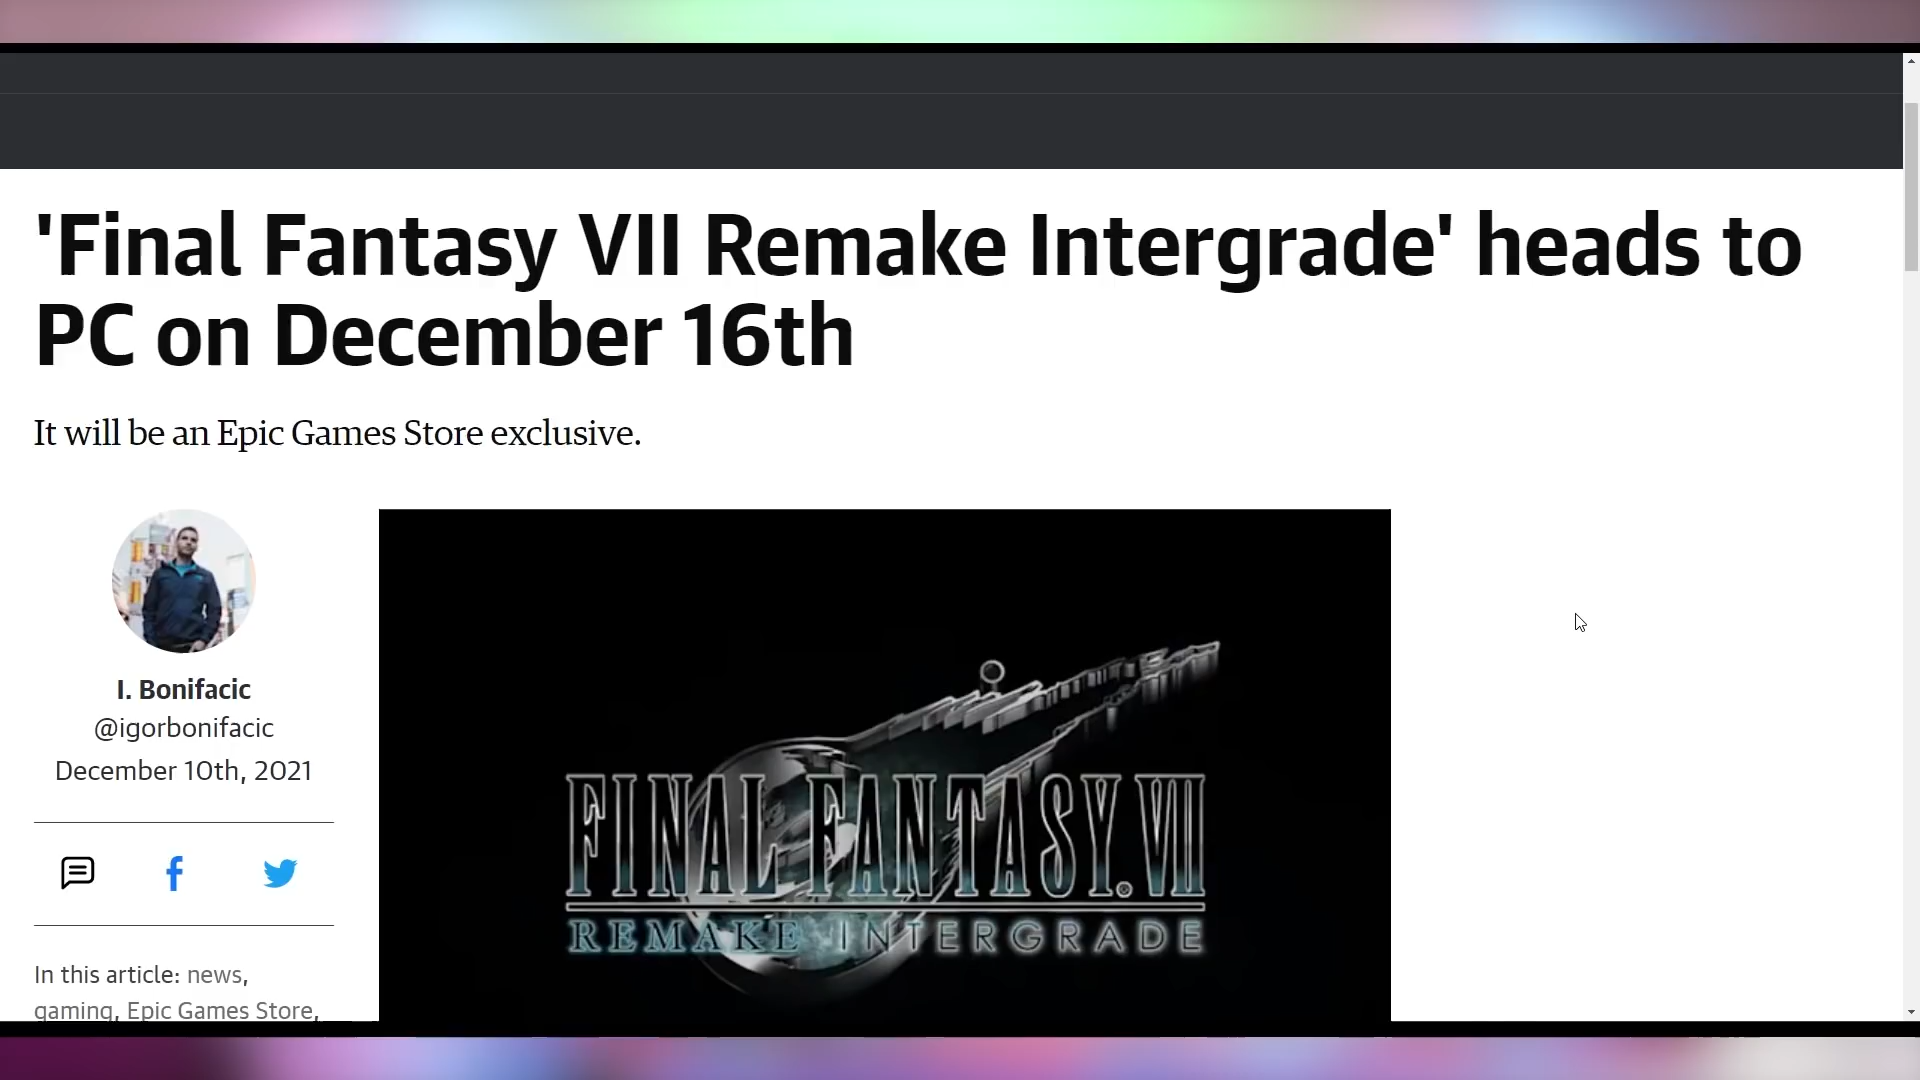 'Final Fantasy VII Remake Intergrade' heads to
PC on December 16th
It will be an Epic Games Store exclusive.
I. Bonifacic
@igorbonifacic
December 10th, 2021
In this article: news,
gaming, Epic Games Store,
FINAL FANTASY® VII
REMAKE INTERGRADE